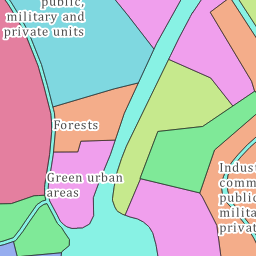 public,
military and
private units
Forests
Green urban
areas
Indust
comm
public
milita
privat